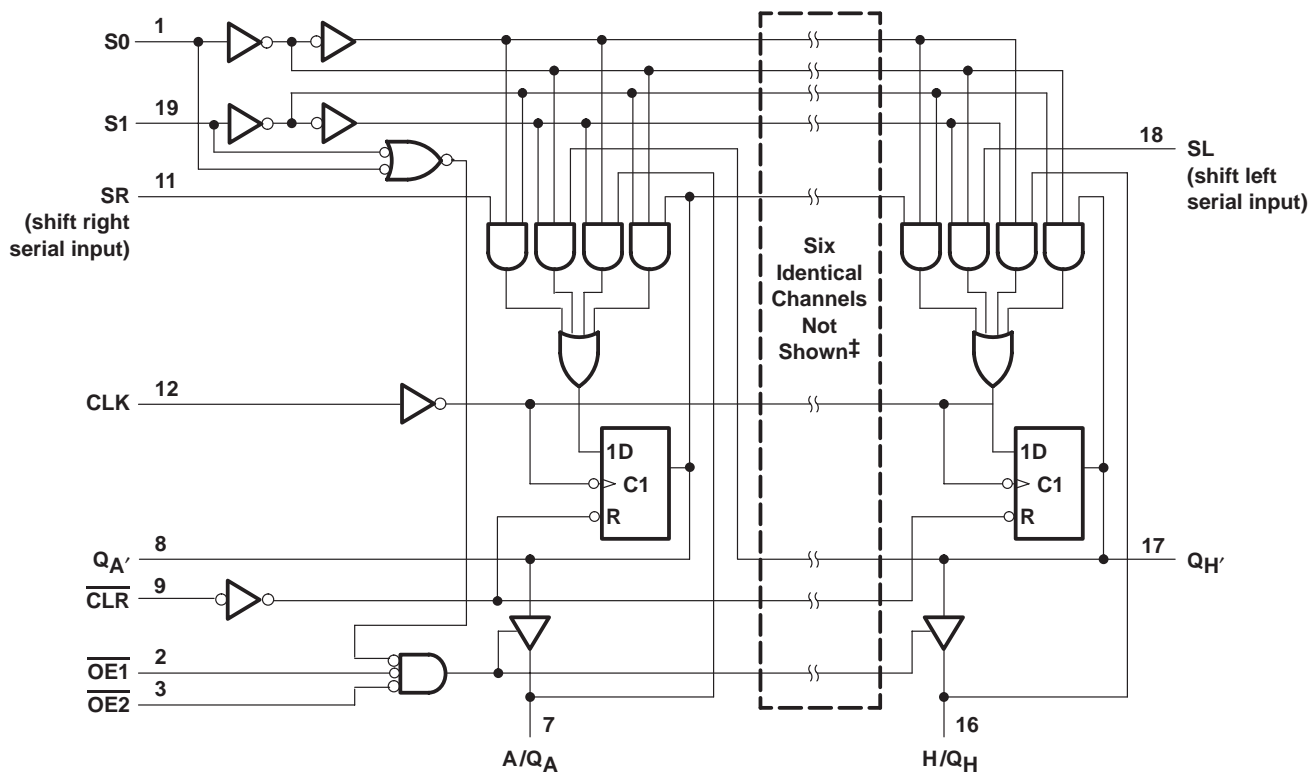 S0
1
S1
19
18
SL
(shift left
serial input)
SR
11
(shift right
serial input)
Six
Identical
Channels
Not
Shown‡
CLK
12
1D
C1
R
1D
C1
R
QA′
8
17
QH′
CLR
9
OE1
2
OE2
3
7
A/QA
16
H/QH